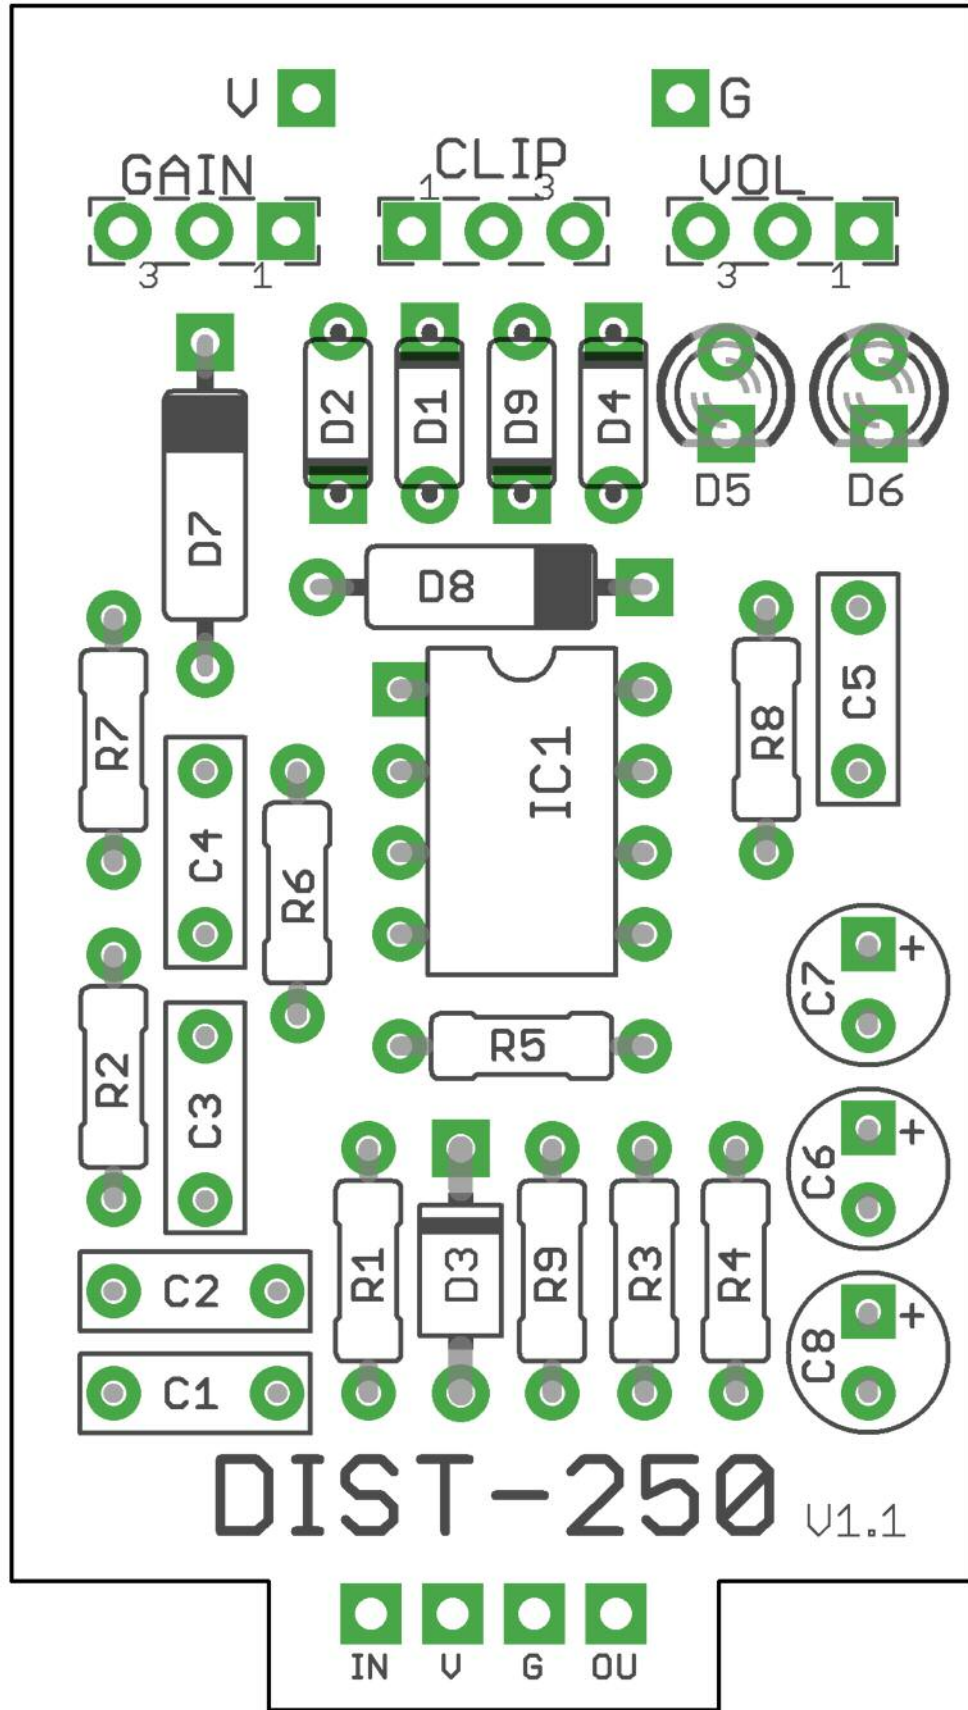 V G
GAIN CLIP VOL
1 3
3 1 3 1
D2 D1 D9 D4
D5 D6
D7
D8
R7 IC1 R8 C5
C4 R6
C7 +
R2 C3 R5
C6 +
R1 D3 R9 R3 R4
C2
C8 +
C1
DIST-250 V1.1
IN V G OU